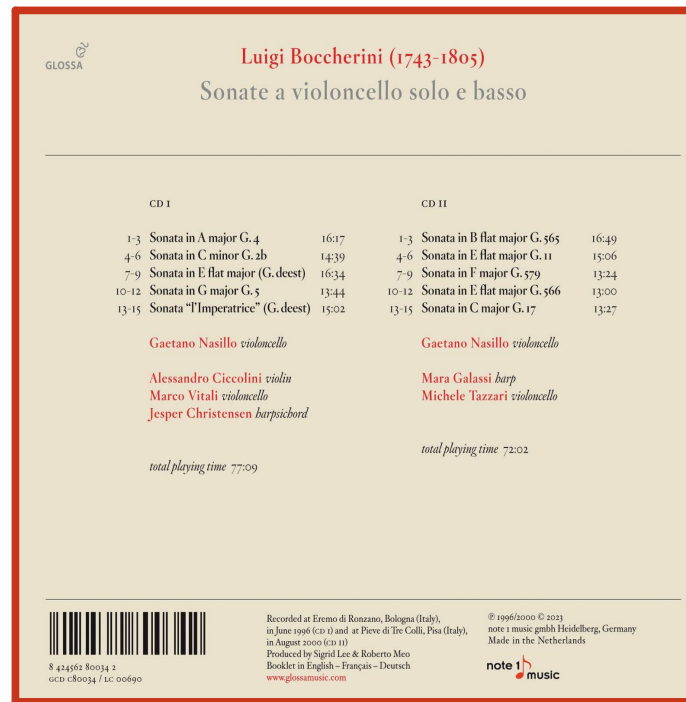 GLOSSA
Luigi Boccherini (1743-1805)
Sonate a violoncello solo e basso
CD I
1-3 Sonata in A major G. 4 16:17
4-6 Sonata in C minor G. 2b 14:39
7-9 Sonata in E flat major (G. deest) 16:34
10-12 Sonata in G major G. 5 13:44
13-15 Sonata “l’Imperatrice” (G. deest) 15:02
Gaetano Nasillo violoncello
Alessandro Ciccolini violin
Marco Vitali violoncello
Jesper Christensen harpsichord
total playing time 77:09
CD II
1-3 Sonata in B flat major G. 565 16:49
4-6 Sonata in E flat major G. 11 15:06
7-9 Sonata in F major G. 579 13:24
10-12 Sonata in E flat major G. 566 13:00
13-15 Sonata in C major G. 17 13:27
Gaetano Nasillo violoncello
Mara Galassi harp
Michele Tazzari violoncello
total playing time 72:02
8 424562 80034 2
GCD C80034 / LC 00690
Recorded at Eremo di Ronzano, Bologna (Italy),
in June 1996 (CD I) and at Pieve di Tre Colli, Pisa (Italy),
in August 2000 (CD II)
Produced by Sigrid Lee & Roberto Meo
Booklet in English – Français – Deutsch
www.glossamusic.com
℗ 1996/2000 © 2023
note 1 music gmbh Heidelberg, Germany
Made in the Netherlands
note 1 music